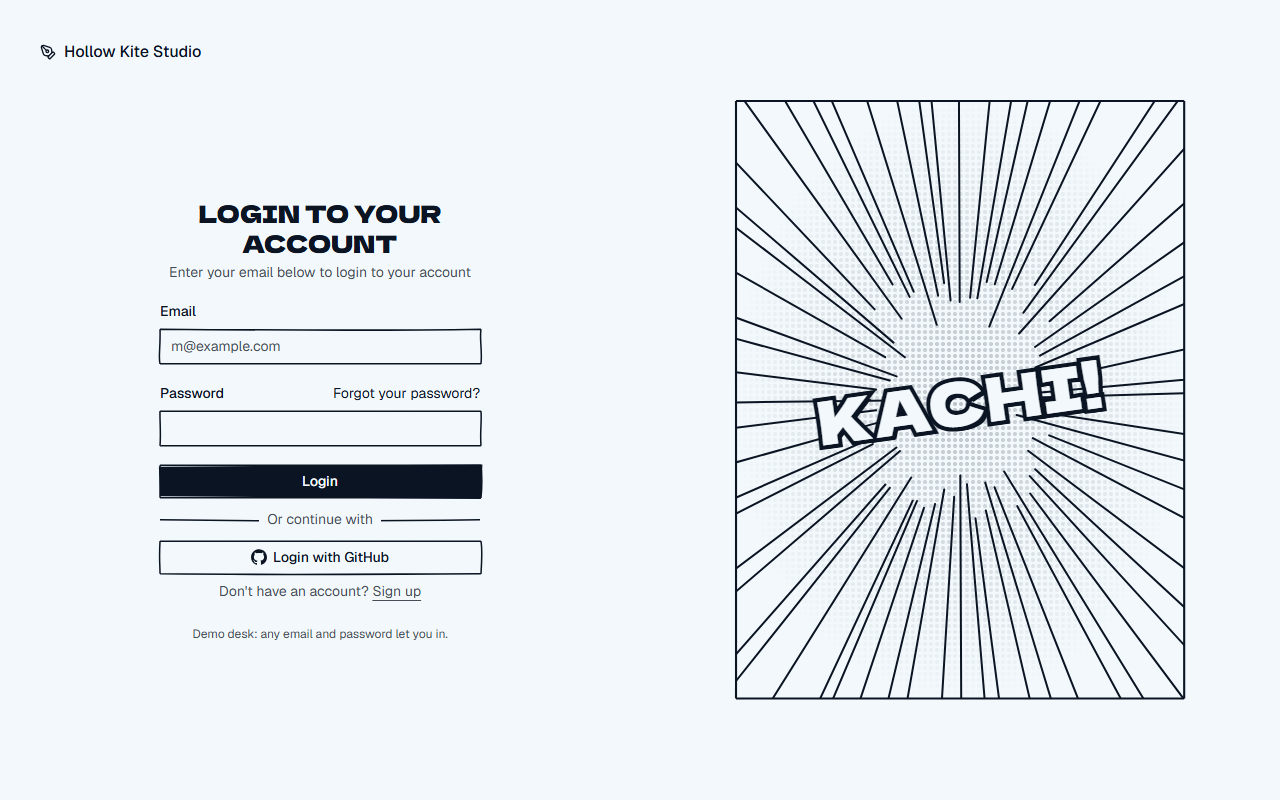 Hollow Kite Studio
LOGIN TO YOUR
ACCOUNT
Enter your email below to login to your account
Email
m@example.com
Password
Forgot your password?
Login
Or continue with
Login with GitHub
Don't have an account? Sign up
Demo desk: any email and password let you in.
KACHI!